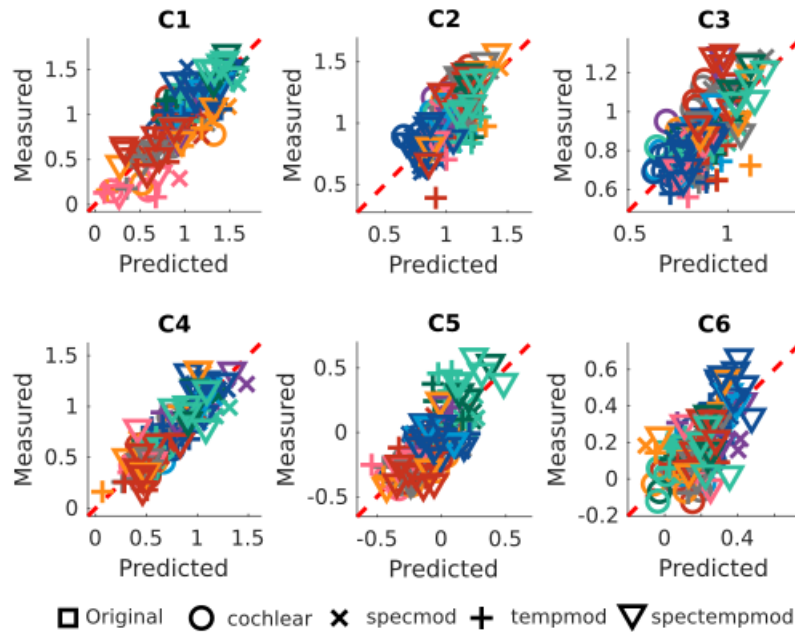 C1 C2 C3
Measured Measured Measured
1.5 1.5 1.2
1 1 1
0.5 0.8
0 0.5 0.6
0 0.5 1 1.5 0.5 1 1.5 0.5 1
Predicted Predicted Predicted
C4 C5 C6
Measured Measured Measured
1.5 0.5 0.6
1 0 0.4
0.5 0.2
0 -0.5 0
-0.2
0 0.5 1 1.5 -0.5 0 0.5 0 0.4
Predicted Predicted Predicted
Original cochlear specmod tempmod spectempmod